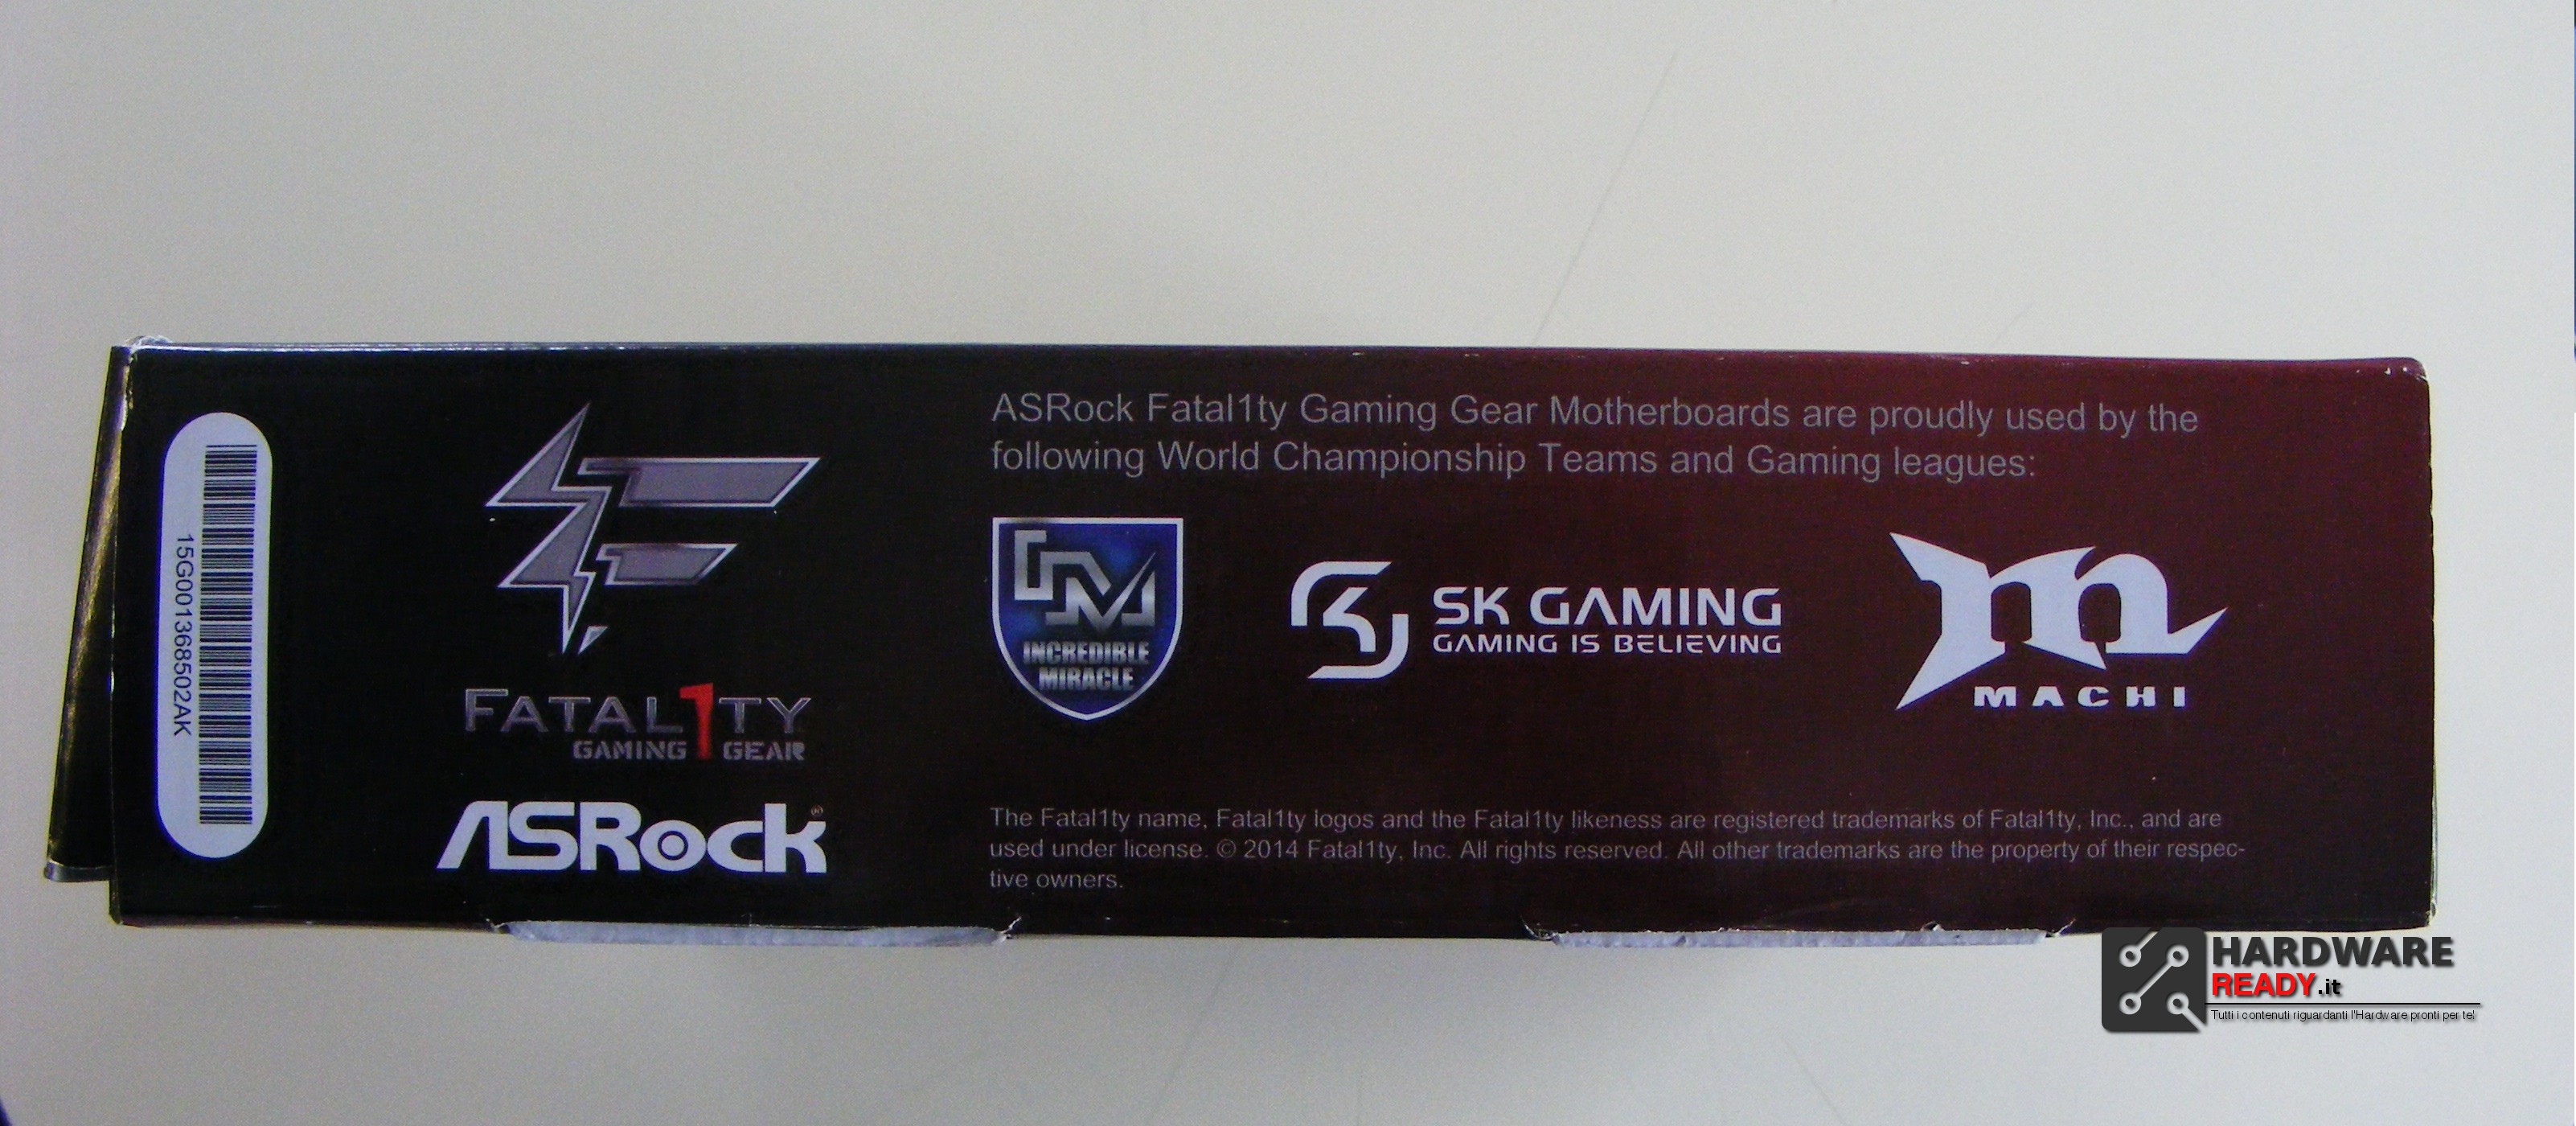 15G001368502AK
FATAL1TY
GAMING GEAR
ASRock®
ASRock Fatal1ty Gaming Gear Motherboards are proudly used by the
following World Championship Teams and Gaming leagues:
IM
INCREDIBLE
MIRACLE
SK GAMING
GAMING IS BELIEVING
m
MACHI
The Fatal1ty name, Fatal1ty logos and the Fatal1ty likeness are registered trademarks of Fatal1ty, Inc., and are
used under license. © 2014 Fatal1ty, Inc. All rights reserved. All other trademarks are the property of their respec-
tive owners.
HARDWARE
READY.it
Tutti i contenuti riguardanti l'Hardware pronti per te!